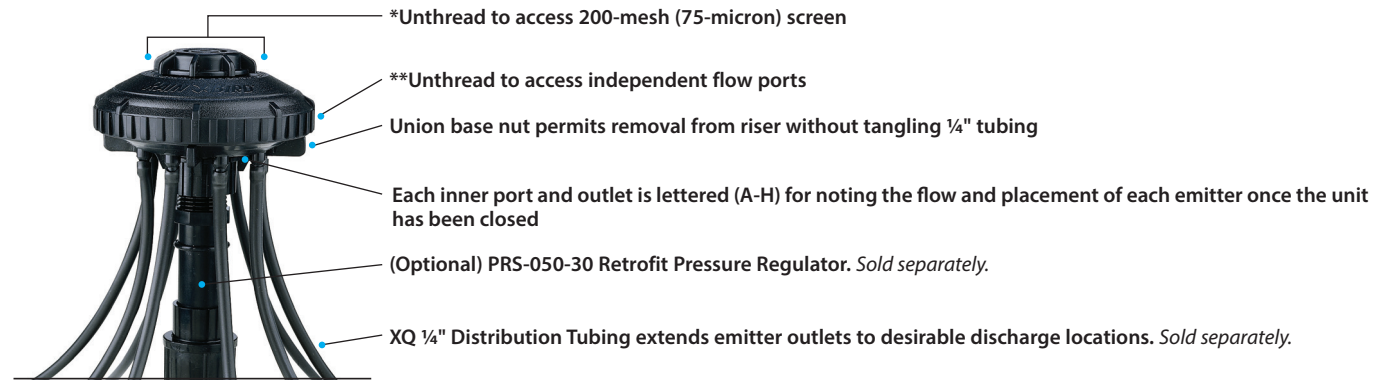 *Unthread to access 200-mesh (75-micron) screen
RAIN BIRD
**Unthread to access independent flow ports
Union base nut permits removal from riser without tangling ¼" tubing
Each inner port and outlet is lettered (A-H) for noting the flow and placement of each emitter once the unit
has been closed
(Optional) PRS-050-30 Retrofit Pressure Regulator. Sold separately.
XQ ¼" Distribution Tubing extends emitter outlets to desirable discharge locations. Sold separately.